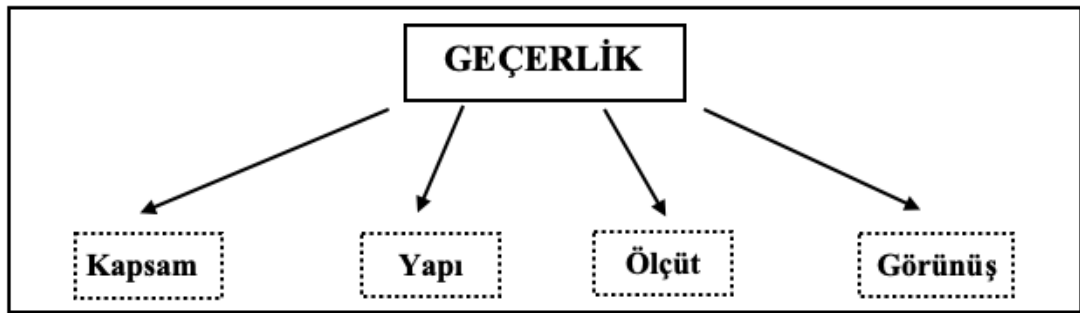 GEÇERLİK
Kapsam
Yapı
Ölçüt
Görünüş